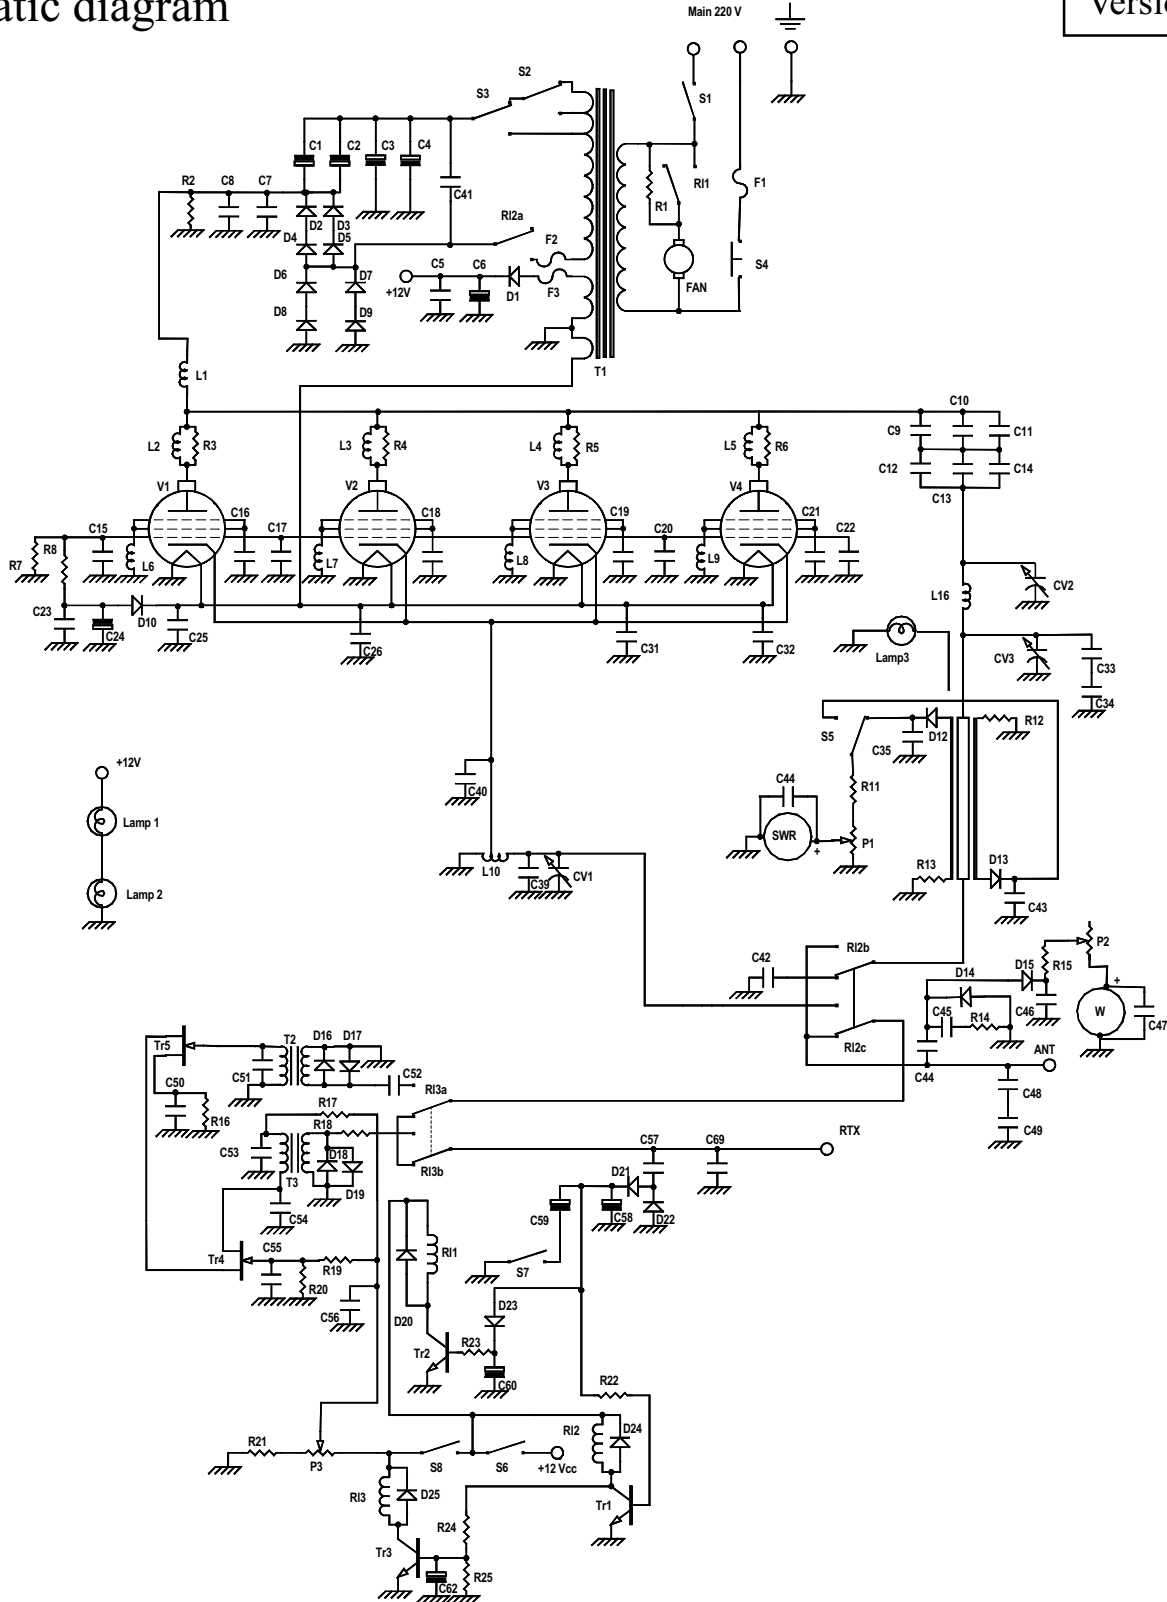 atic diagram
Versi
Main 220 V
S2
S3
S1
C1
C2
C3
C4
R2
C8
C7
C41
R1
Rl1
F1
D2
D3
D4
D5
Rl2a
F2
S4
C5
C6
D6
D7
+12V
D1
F3
FAN
D8
D9
T1
L1
C10
L2
R3
L3
R4
L4
R5
L5
R6
C9
C11
C12
C14
V1
V2
V3
V4
C13
C15
C16
C17
C18
C19
C20
C21
C22
R7
R8
L6
L7
L8
L9
L16
CV2
C23
C24
D10
C25
C26
C31
C32
Lamp3
CV3
C33
C34
S5
D12
R12
C35
+12V
C44
R11
C40
Lamp 1
SWR
P1
+
L10
C39
CV1
R13
D13
Lamp 2
C43
C42
Rl2b
D14
D15
R15
P2
+
C45
R14
C46
W
C47
Tr5
T2
D16
D17
Rl2c
ANT
C51
C52
C44
C50
R16
R17
Rl3a
C48
R18
RTX
C53
D18
C57
C69
C49
T3
D19
Rl3b
D21
C54
C59
C58
D22
Tr4
C55
Rl1
R19
S7
R20
C56
D20
D23
Tr2
R23
C60
R22
R21
Rl2
D24
P3
S8
S6
+12 Vcc
Rl3
D25
Tr1
R24
Tr3
C62
R25